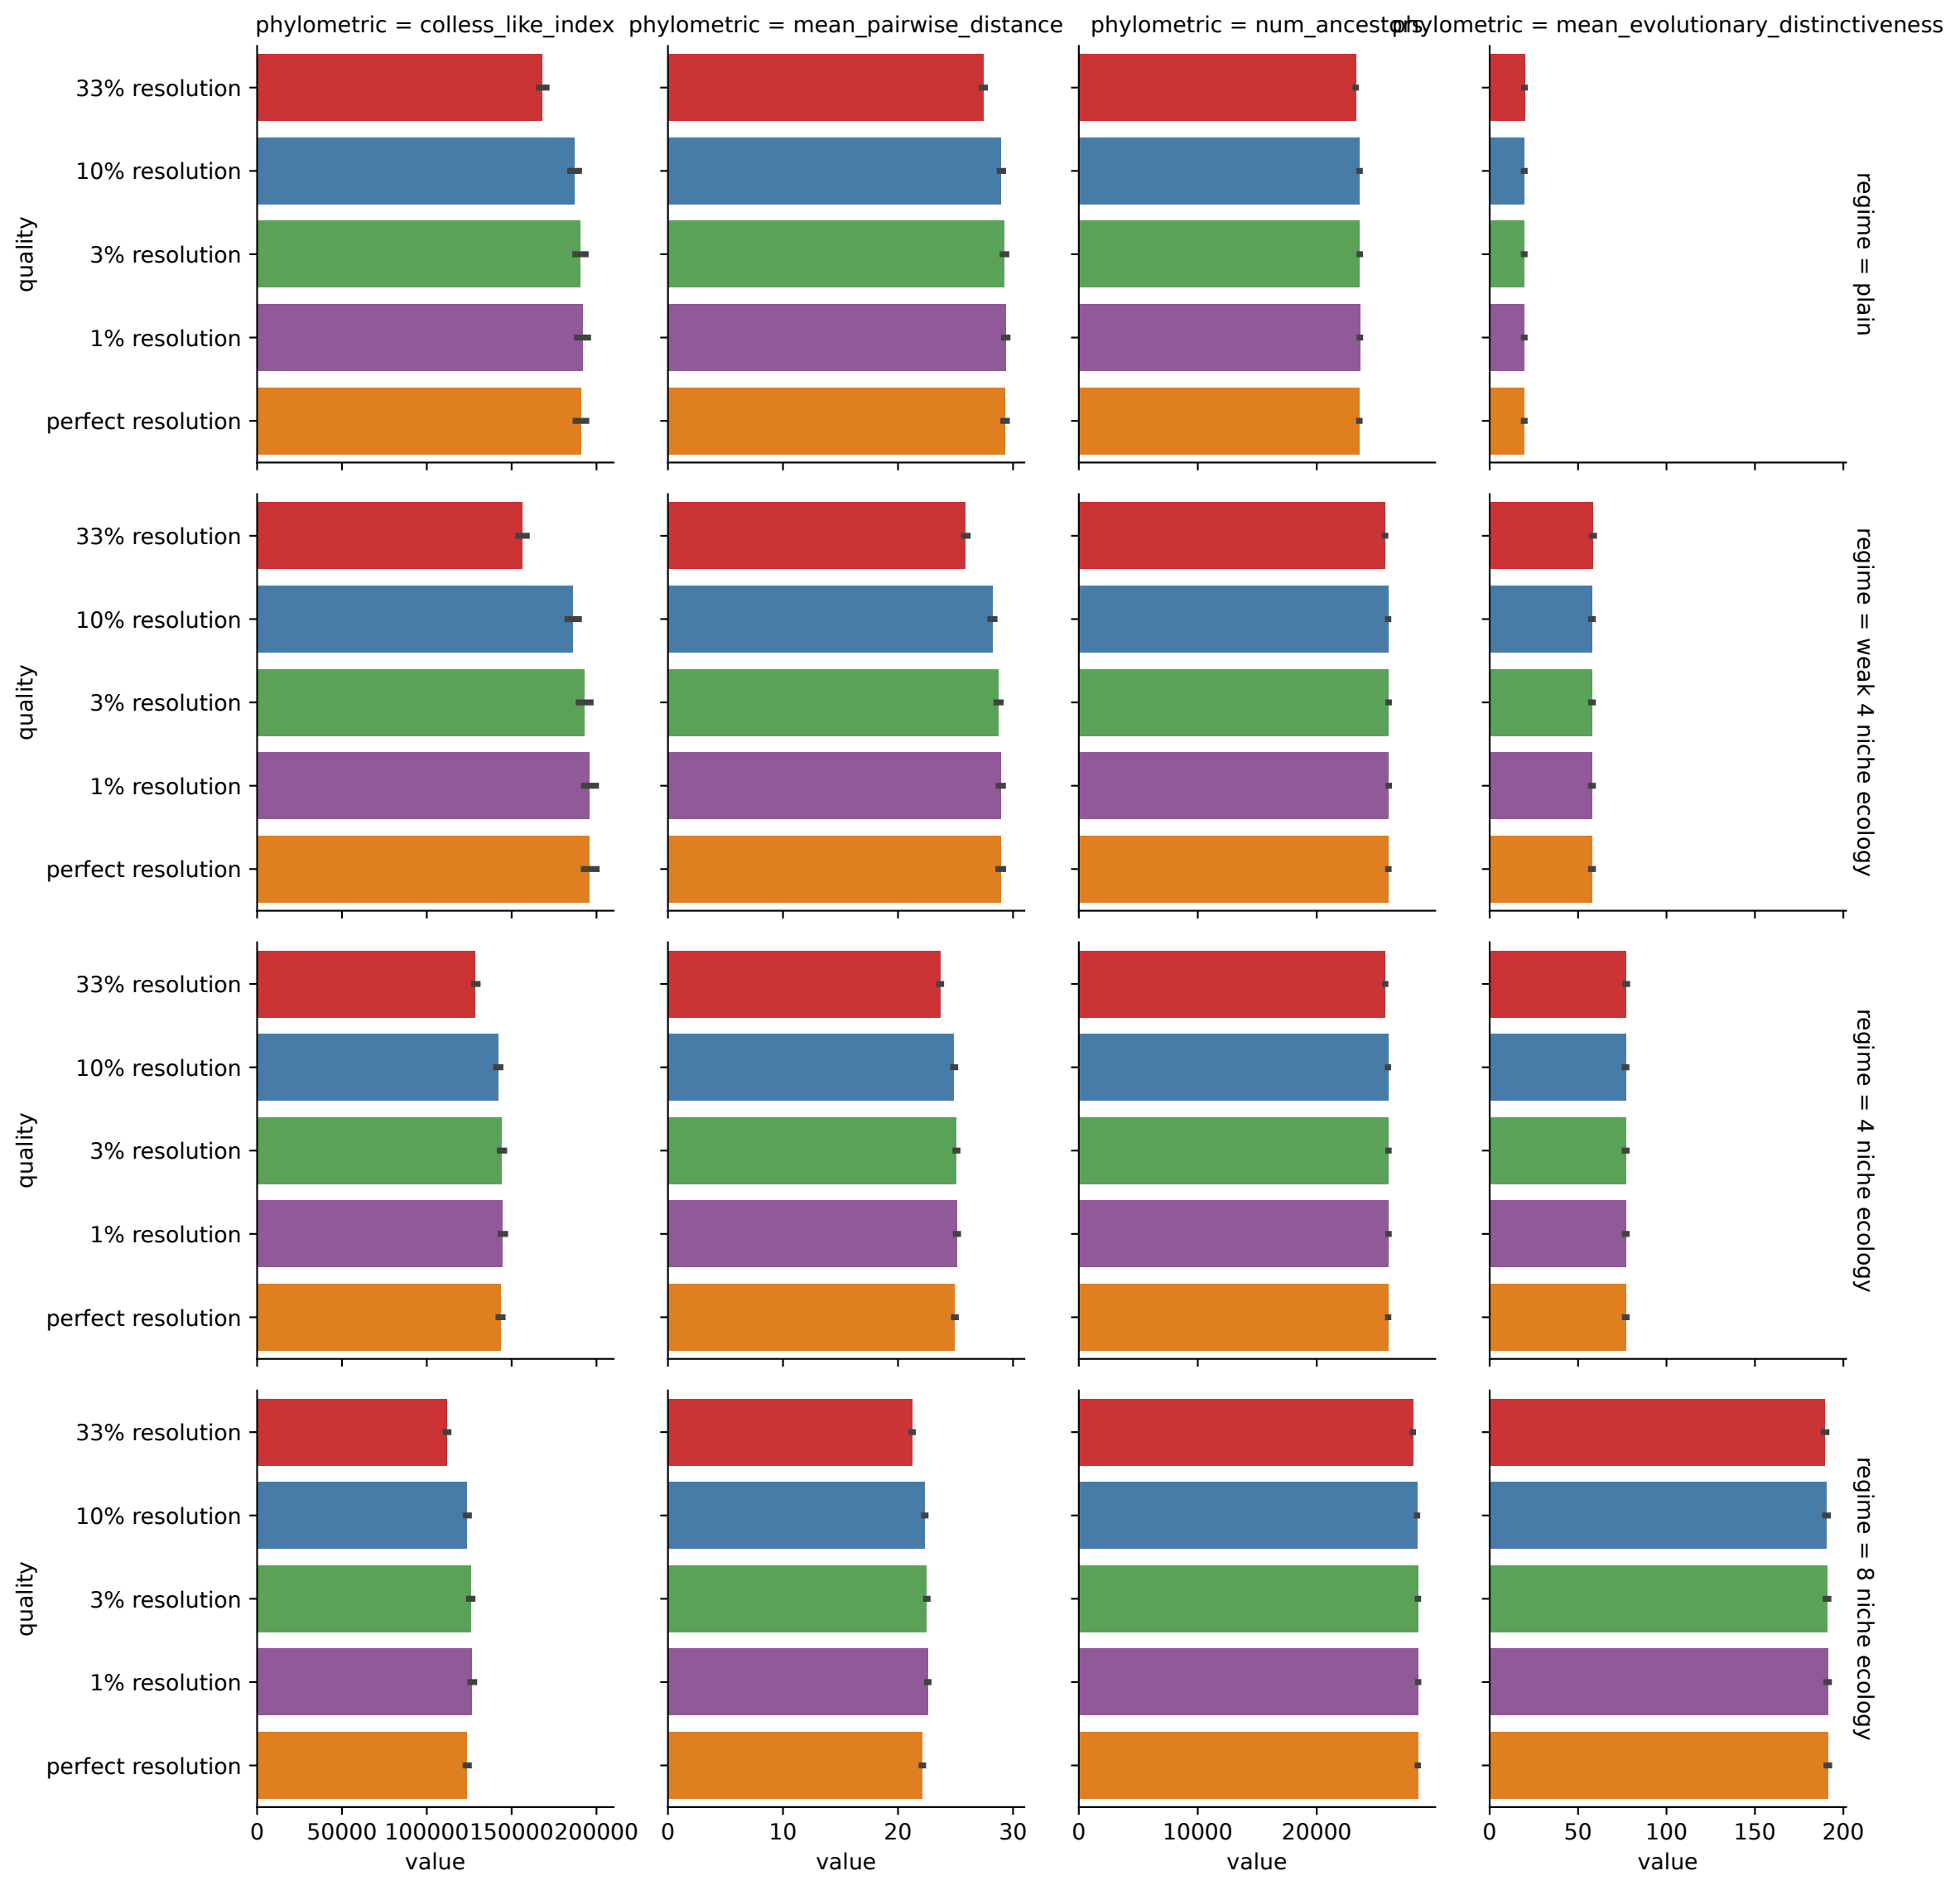 phylometric = colless_like_index
phylometric = mean_pairwise_distance
phylometric = num_ancestors
phylometric = mean_evolutionary_distinctiveness
quality
33% resolution
10% resolution
3% resolution
1% resolution
perfect resolution
regime = plain
quality
33% resolution
10% resolution
3% resolution
1% resolution
perfect resolution
regime = weak 4 niche ecology
quality
33% resolution
10% resolution
3% resolution
1% resolution
perfect resolution
regime = 4 niche ecology
quality
33% resolution
10% resolution
3% resolution
1% resolution
perfect resolution
regime = 8 niche ecology
0 50000 100000 150000 200000
0 10 20 30
0 10000 20000
0 50 100 150 200
value
value
value
value